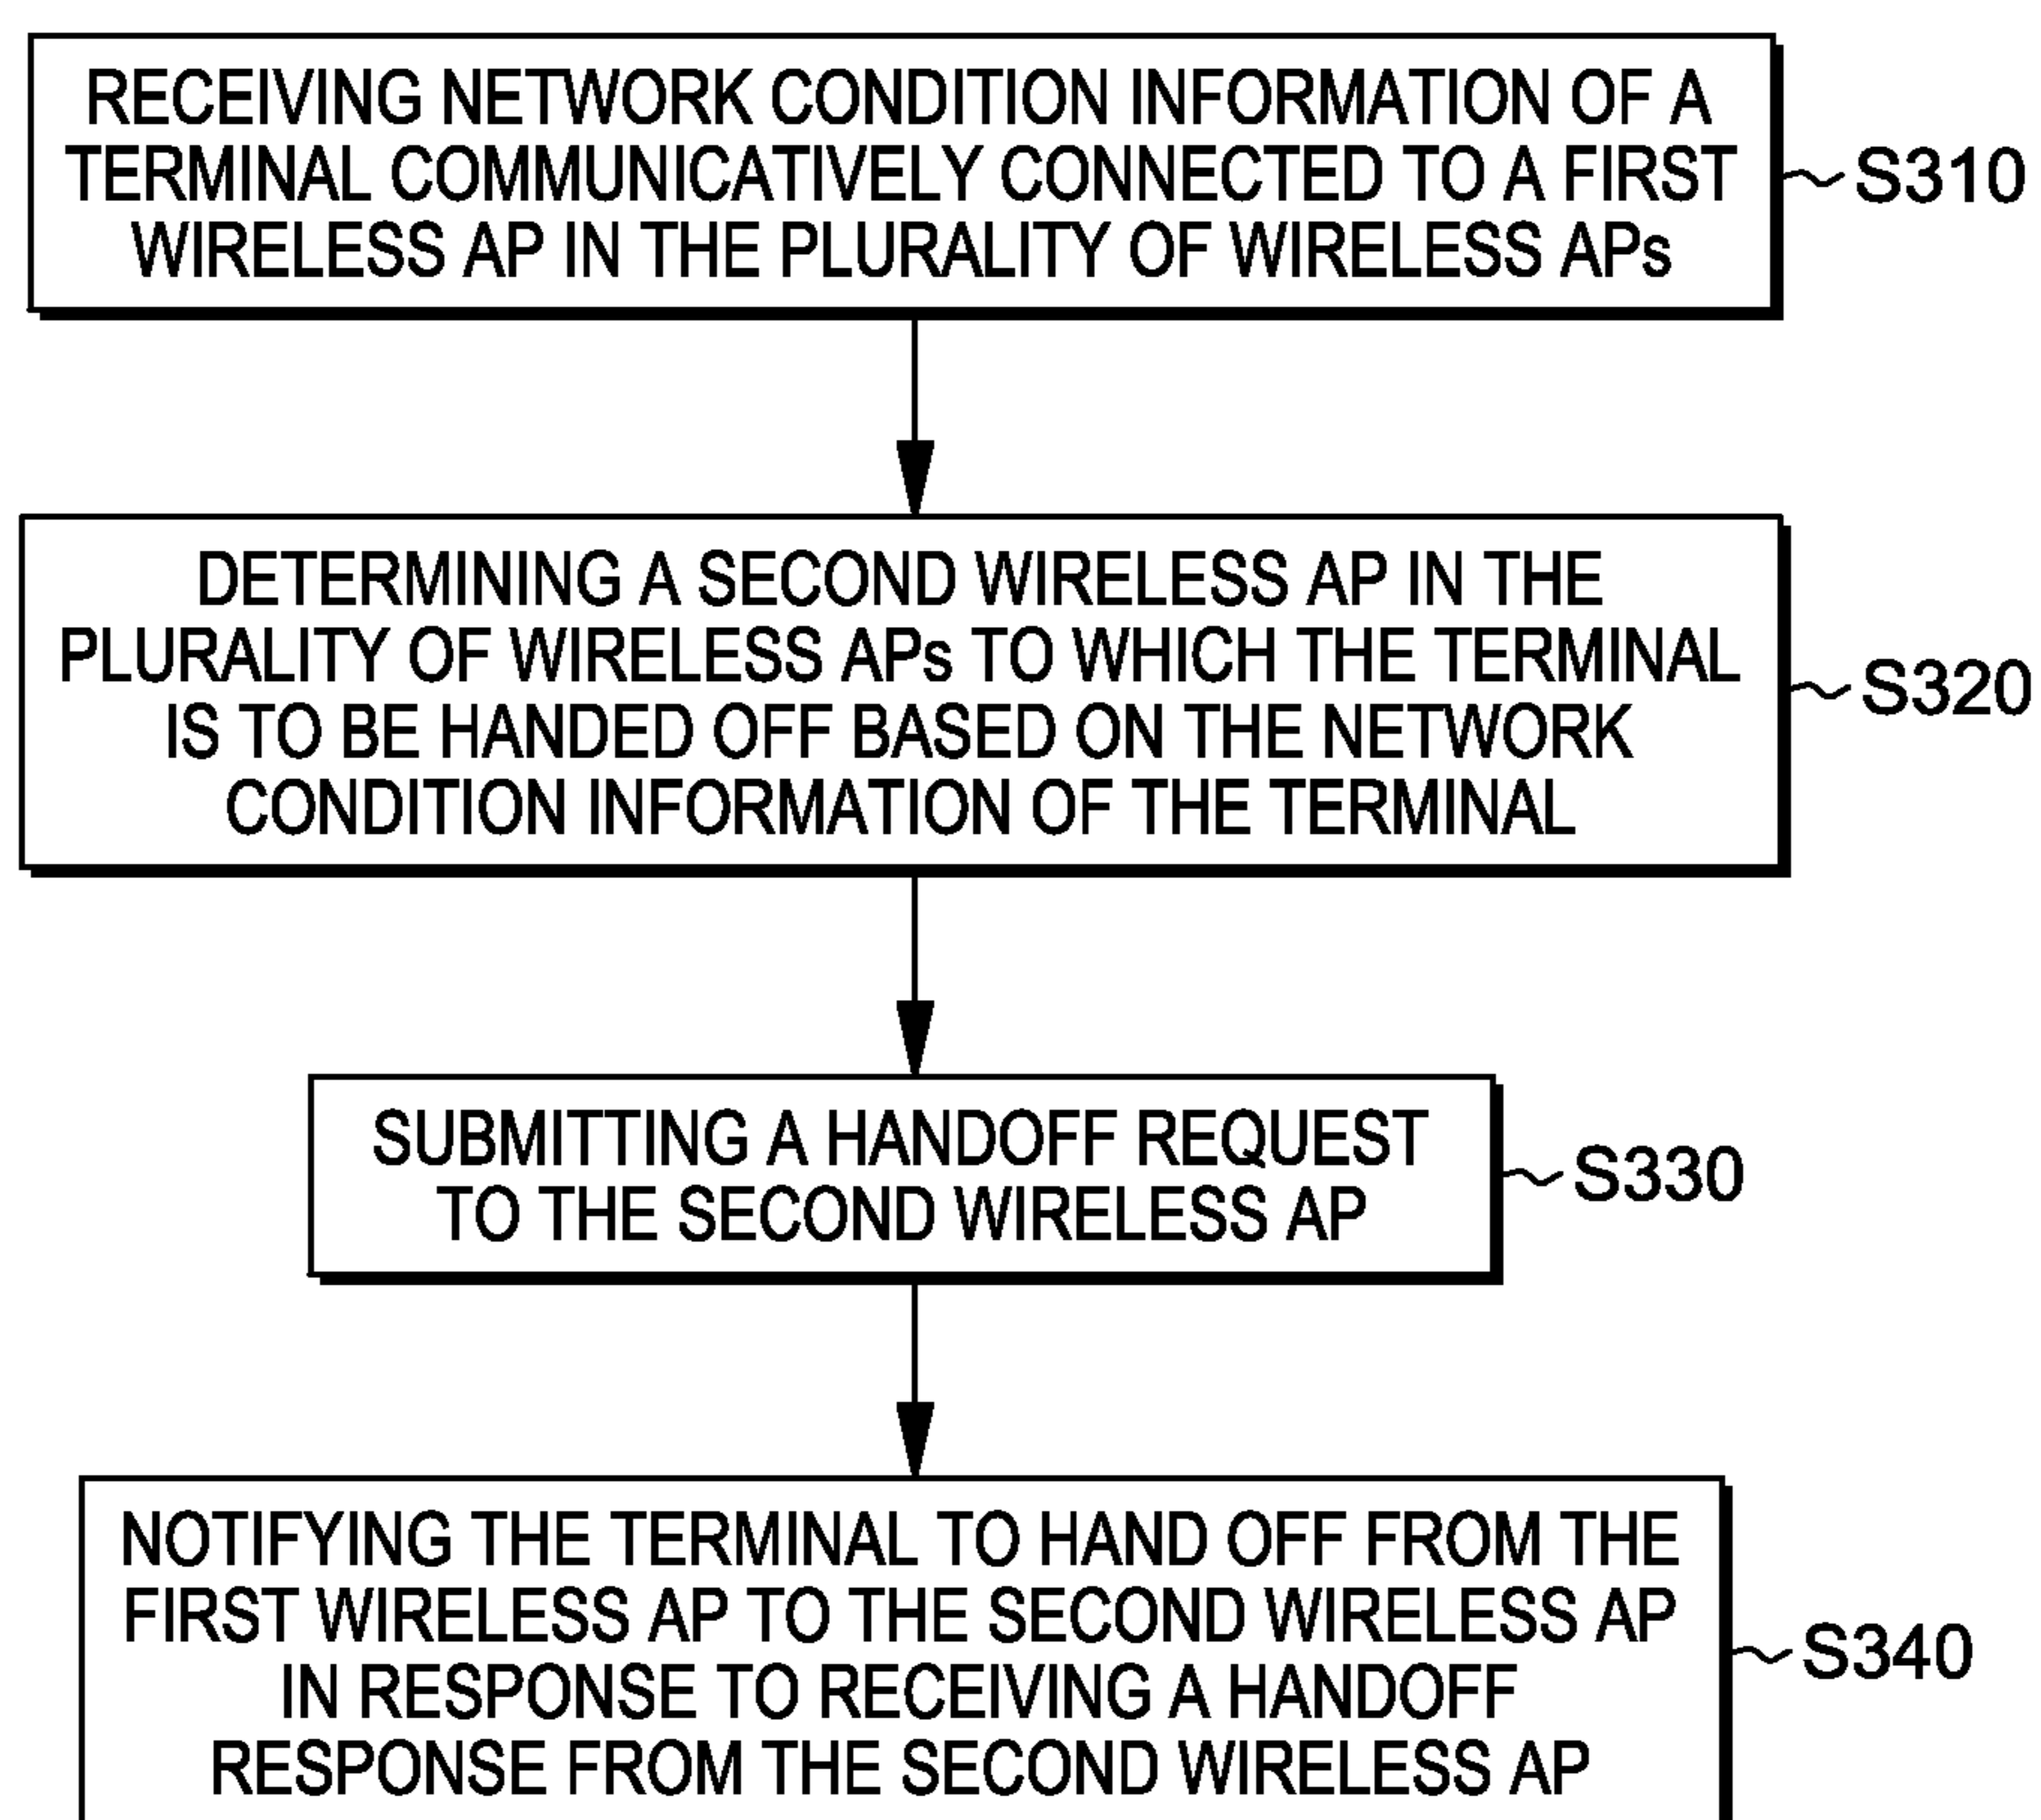 RECEIVING NETWORK CONDITION INFORMATION OF A
TERMINAL COMMUNICATIVELY CONNECTED TO A FIRST
WIRELESS AP IN THE PLURALITY OF WIRELESS APs
S310
DETERMINING A SECOND WIRELESS AP IN THE
PLURALITY OF WIRELESS APs TO WHICH THE TERMINAL
IS TO BE HANDED OFF BASED ON THE NETWORK
CONDITION INFORMATION OF THE TERMINAL
S320
SUBMITTING A HANDOFF REQUEST
TO THE SECOND WIRELESS AP
S330
NOTIFYING THE TERMINAL TO HAND OFF FROM THE
FIRST WIRELESS AP TO THE SECOND WIRELESS AP
IN RESPONSE TO RECEIVING A HANDOFF
RESPONSE FROM THE SECOND WIRELESS AP
S340